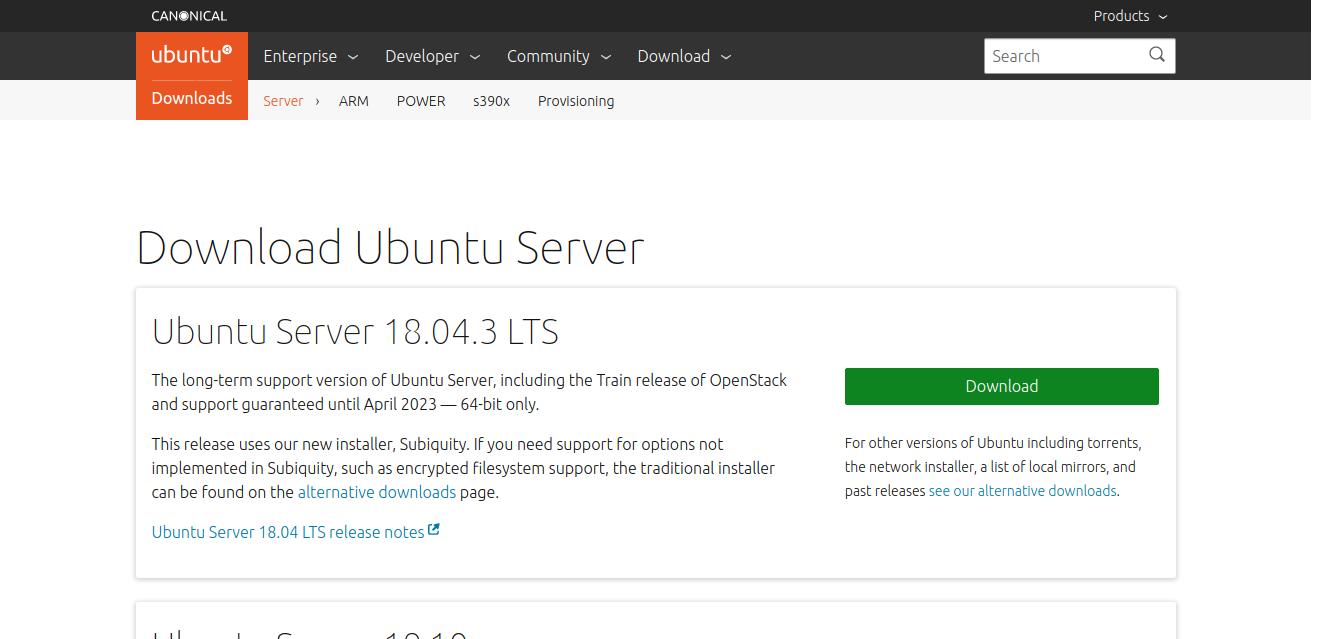 CANONICAL
Products
ubuntu
Enterprise
Developer
Community
Download
Search
Downloads
Server › ARM POWER s390x Provisioning
Download Ubuntu Server
Ubuntu Server 18.04.3 LTS
The long-term support version of Ubuntu Server, including the Train release of OpenStack
and support guaranteed until April 2023 — 64-bit only.
This release uses our new installer, Subiquity. If you need support for options not
implemented in Subiquity, such as encrypted filesystem support, the traditional installer
can be found on the alternative downloads page.
Ubuntu Server 18.04 LTS release notes
Download
For other versions of Ubuntu including torrents,
the network installer, a list of local mirrors, and
past releases see our alternative downloads.
Ubuntu Server 19.10